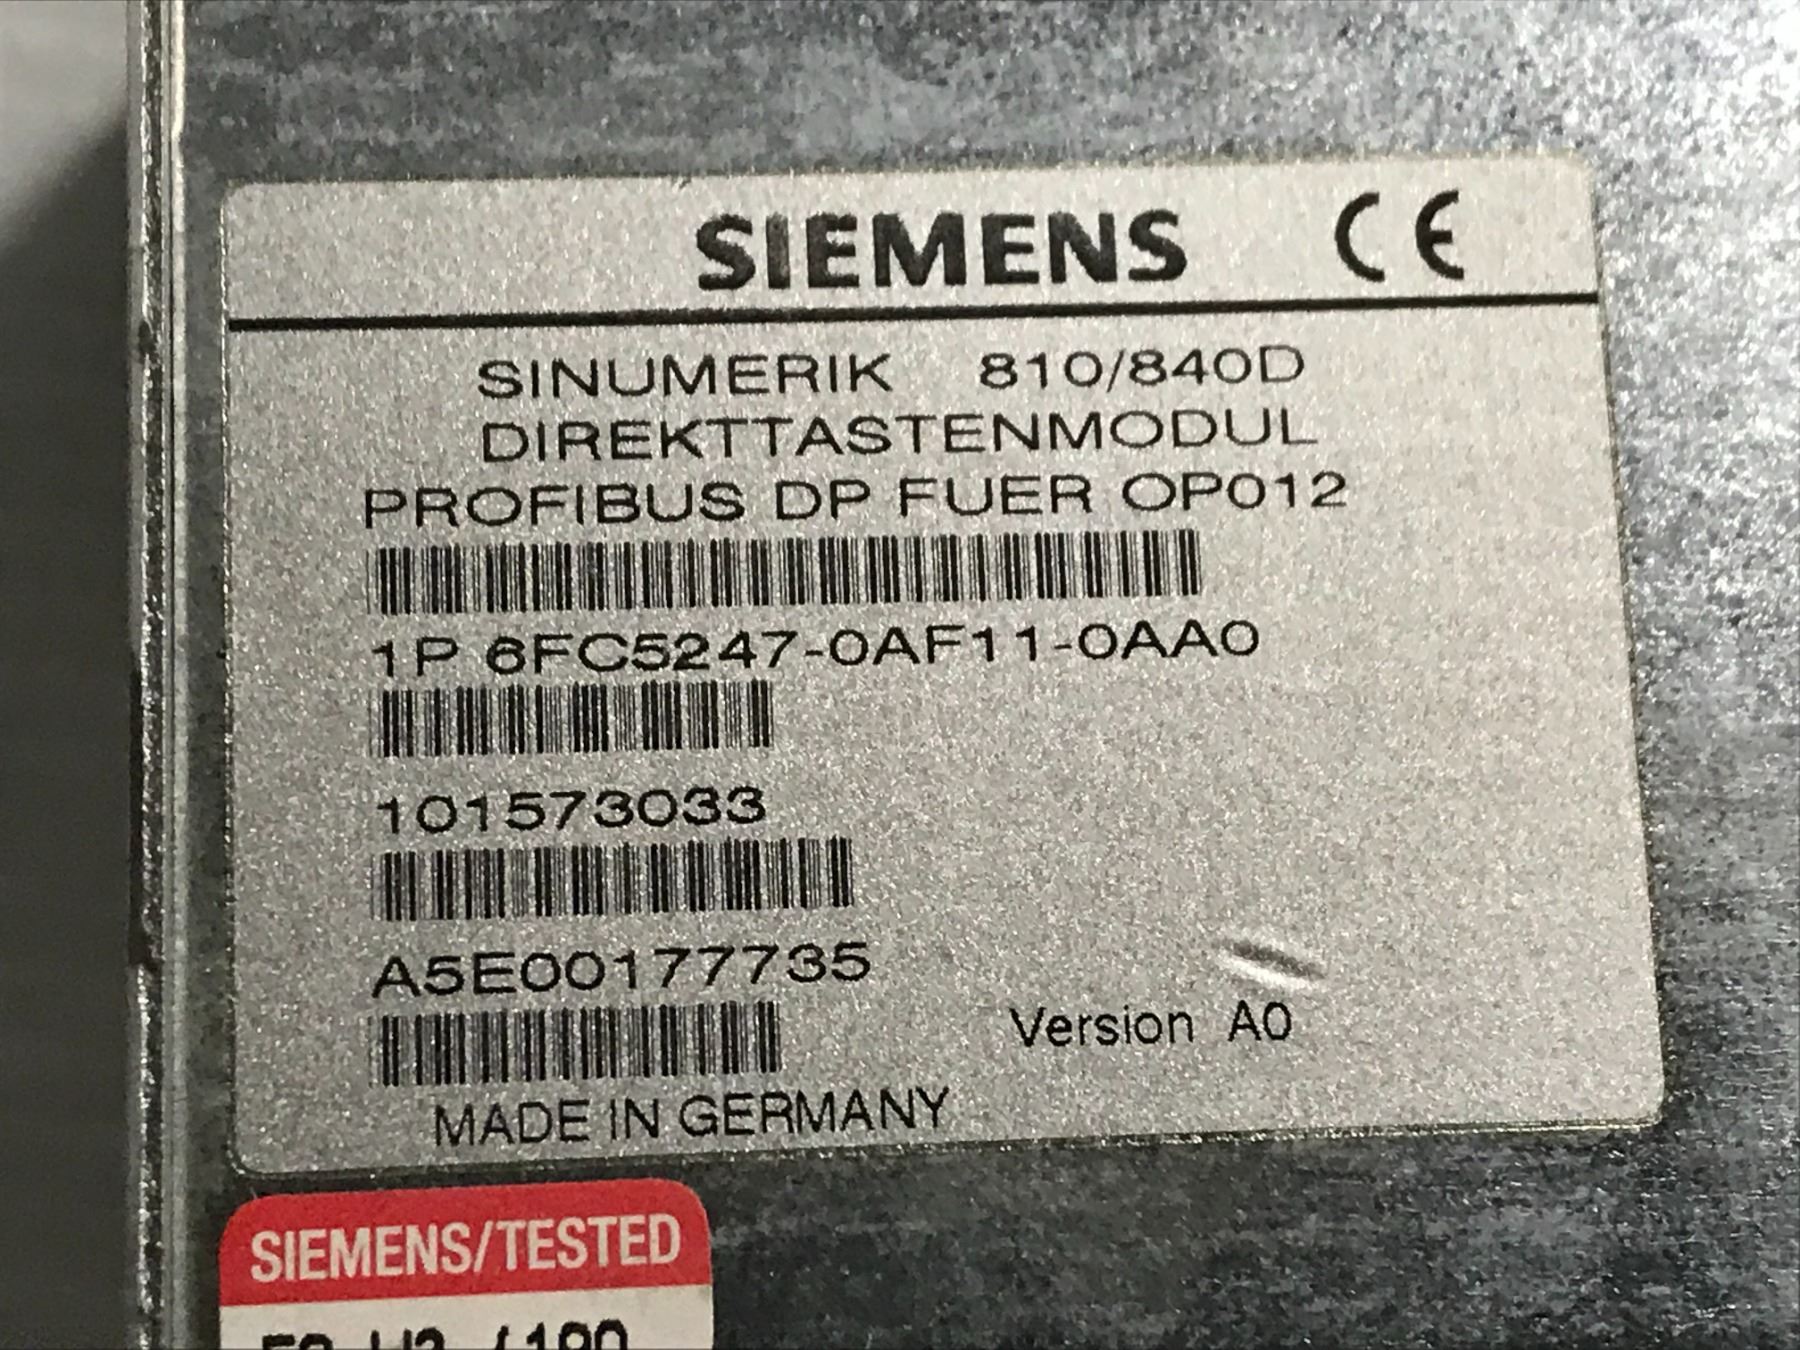 SIEMENS CE
SINUMERIK 810/840D
DIREKTTASTENMODUL
PROFIBUS DP FUER OP012
1P 6FC5247-0AF11-0AA0
101573033
A5E00177735
Version A0
MADE IN GERMANY
SIEMENS/TESTED